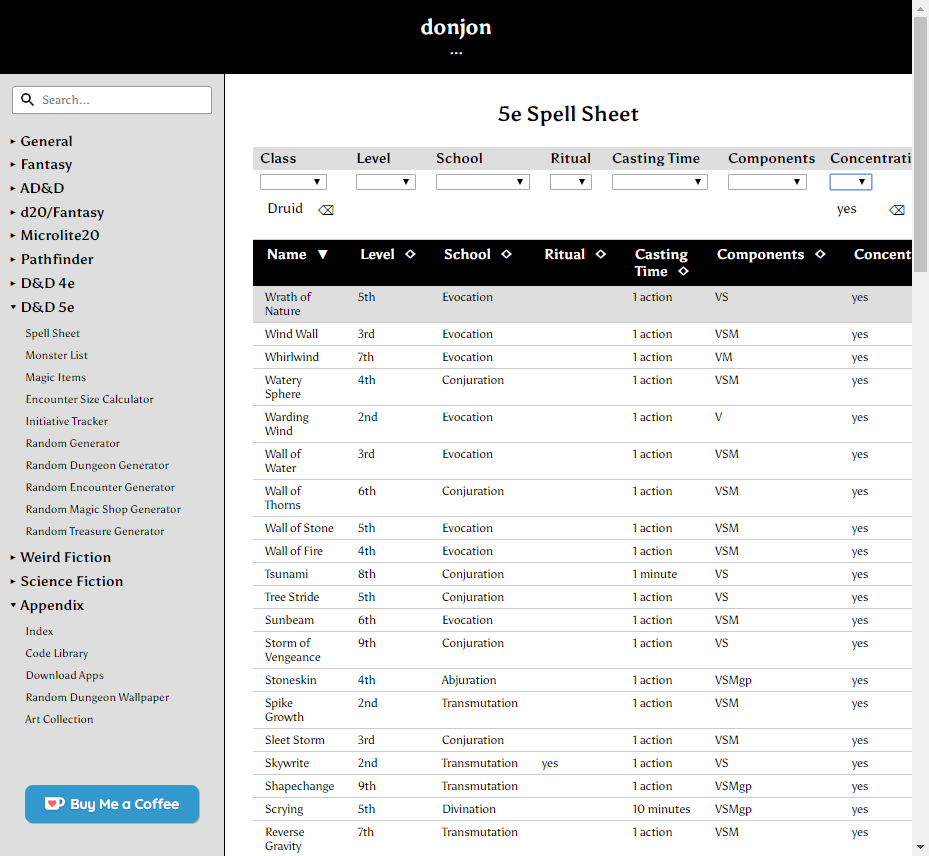 donjon
...
Search...
General
Fantasy
AD&D
d20/Fantasy
Microlite20
Pathfinder
D&D 4e
D&D 5e
Spell Sheet
Monster List
Magic Items
Encounter Size Calculator
Initiative Tracker
Random Generator
Random Dungeon Generator
Random Encounter Generator
Random Magic Shop Generator
Random Treasure Generator
Weird Fiction
Science Fiction
Appendix
Index
Code Library
Download Apps
Random Dungeon Wallpaper
Art Collection
Buy Me a Coffee
5e Spell Sheet
Class Level School Ritual Casting Time Components Concentrati
Druid yes
Name Level School Ritual Casting Time Components Concent
Wrath of Nature 5th Evocation 1 action VS yes
Wind Wall 3rd Evocation 1 action VSM yes
Whirlwind 7th Evocation 1 action VM yes
Watery Sphere 4th Conjuration 1 action VSM yes
Warding Wind 2nd Evocation 1 action V yes
Wall of Water 3rd Evocation 1 action VSM yes
Wall of Thorns 6th Conjuration 1 action VSM yes
Wall of Stone 5th Evocation 1 action VSM yes
Wall of Fire 4th Evocation 1 action VSM yes
Tsunami 8th Conjuration 1 minute VS yes
Tree Stride 5th Conjuration 1 action VS yes
Sunbeam 6th Evocation 1 action VSM yes
Storm of Vengeance 9th Conjuration 1 action VS yes
Stoneskin 4th Abjuration 1 action VSMgp yes
Spike Growth 2nd Transmutation 1 action VSM yes
Sleet Storm 3rd Conjuration 1 action VSM yes
Skywrite 2nd Transmutation yes 1 action VS yes
Shapechange 9th Transmutation 1 action VSMgp yes
Scrying 5th Divination 10 minutes VSMgp yes
Reverse Gravity 7th Transmutation 1 action VSM yes